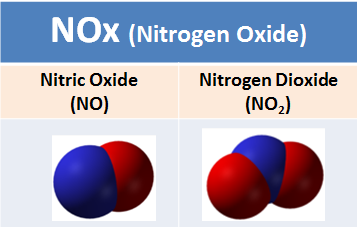 NOx (Nitrogen Oxide)
Nitric Oxide
(NO)
Nitrogen Dioxide
(NO₂)